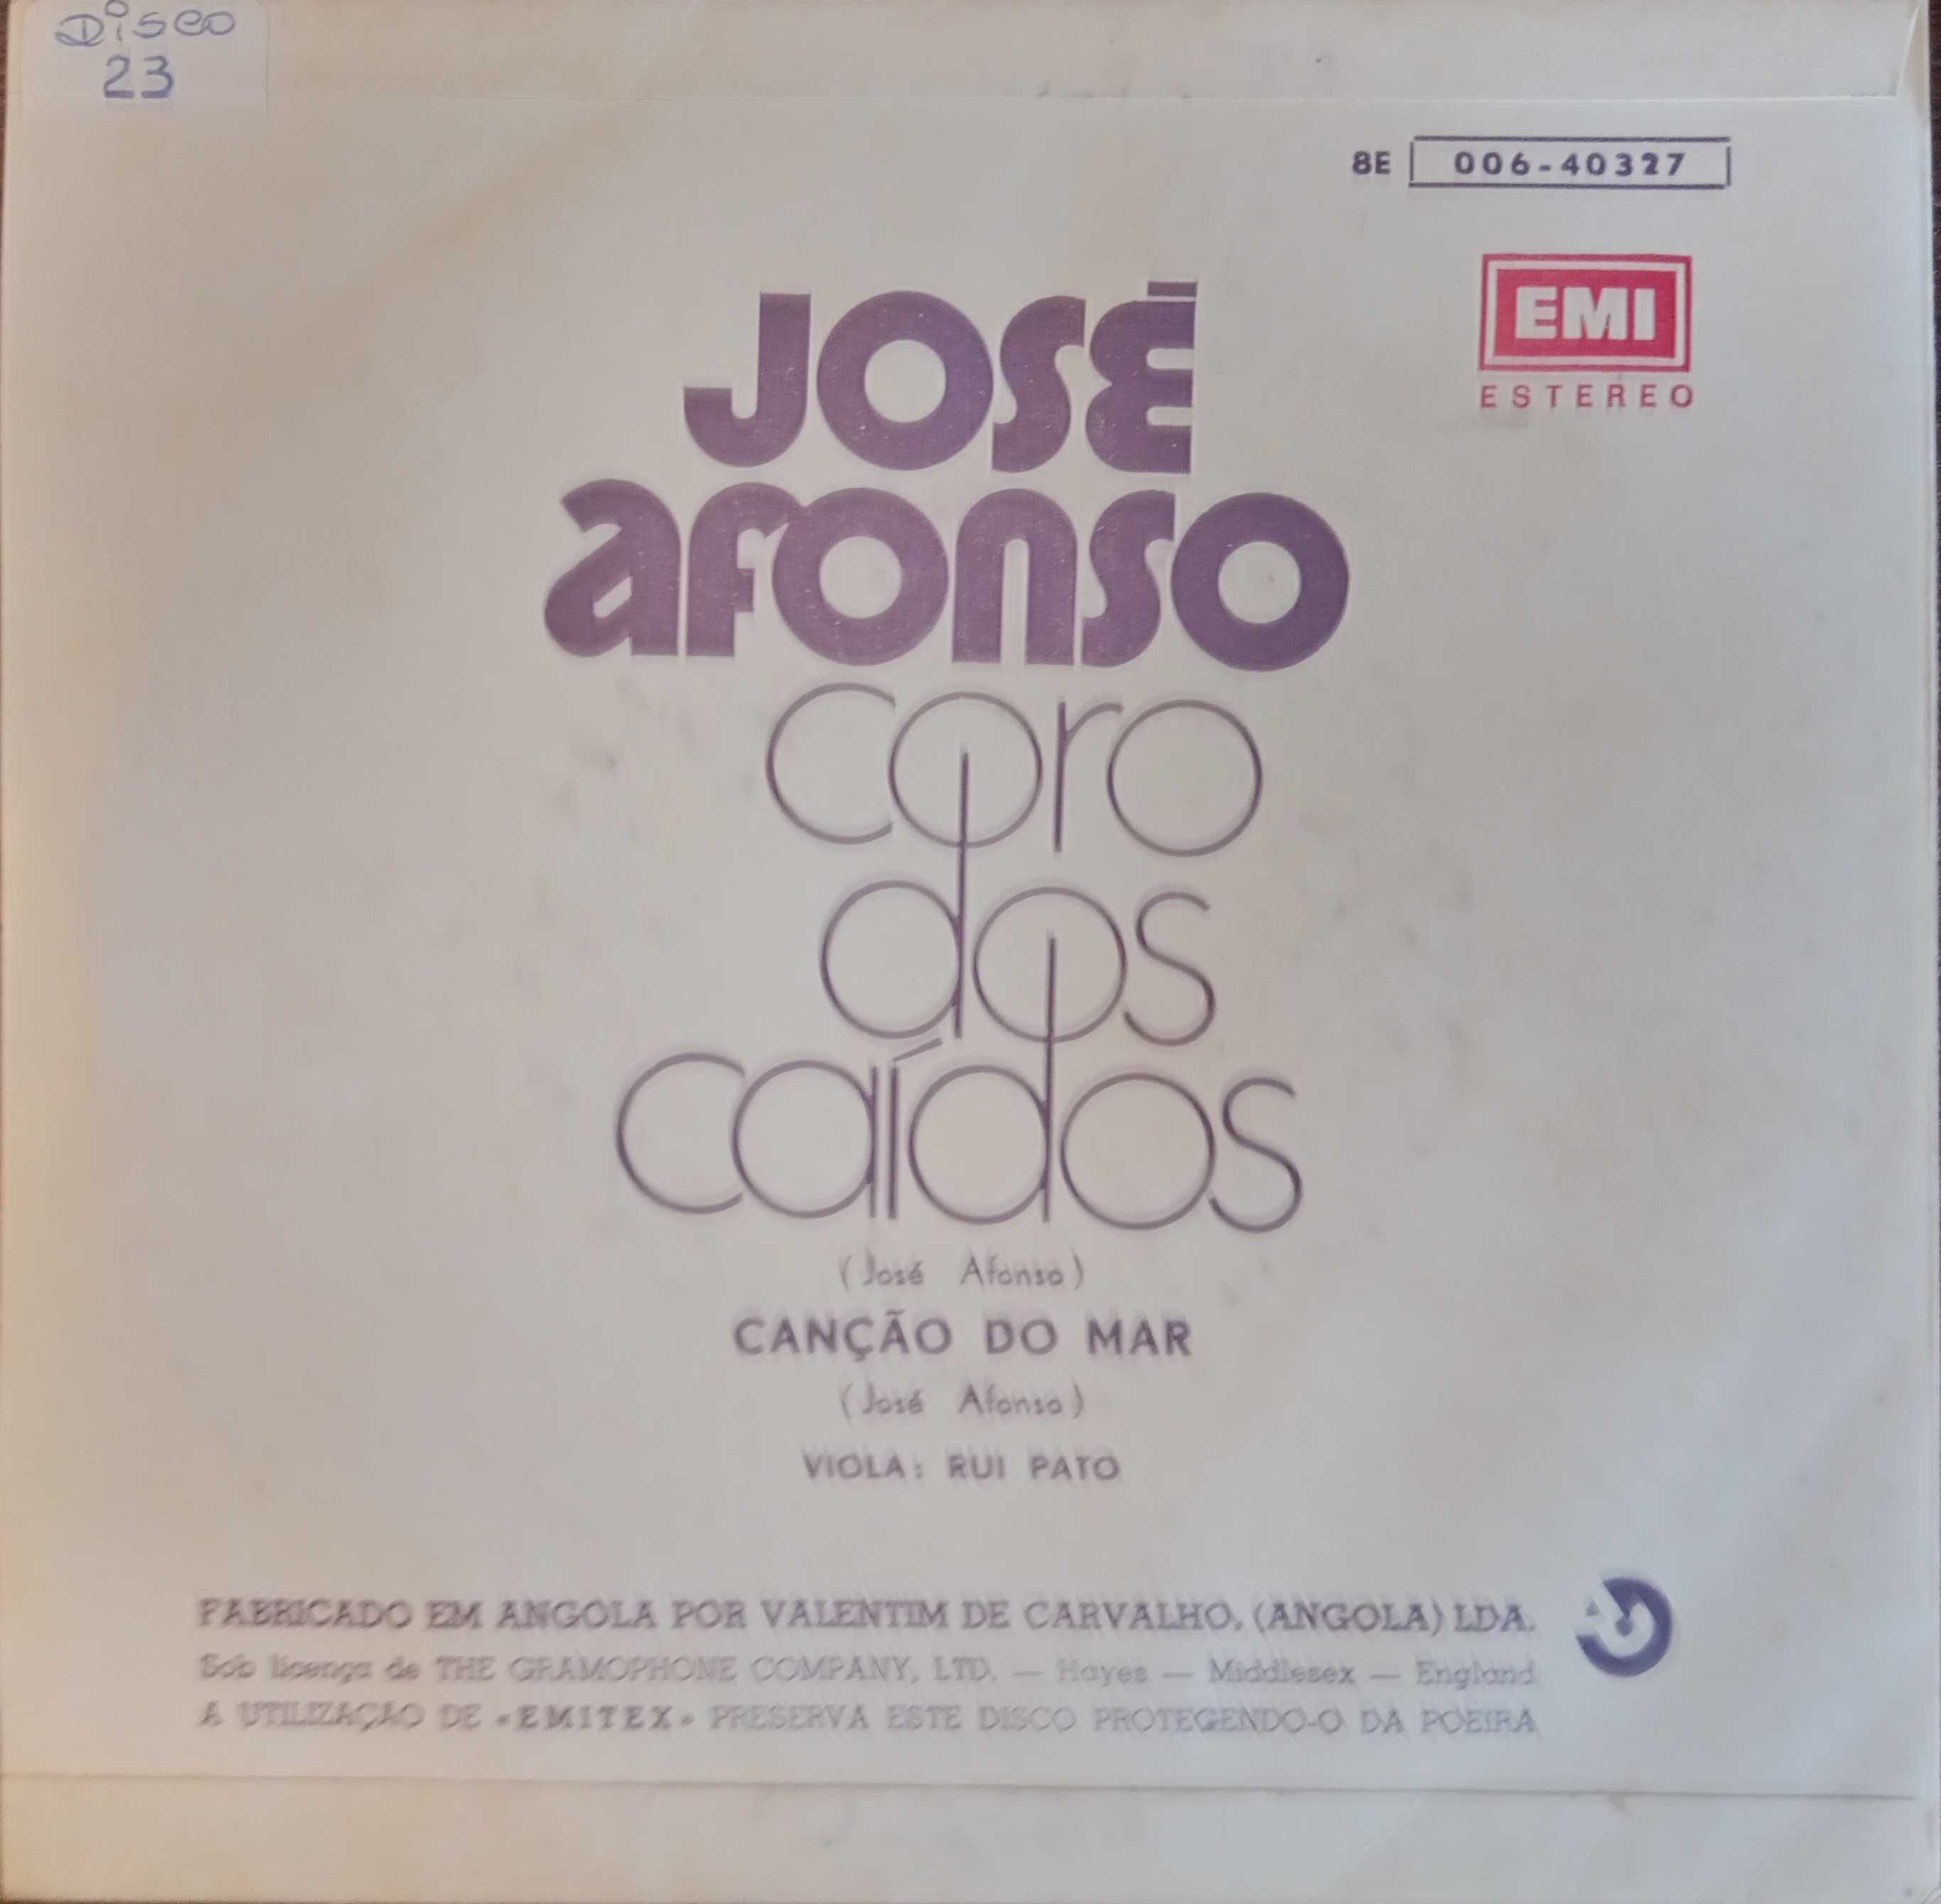 Disco
23
8E 006-40327
EMI
ESTEREO
JOSÉ
aFONSO
coro
dos
caídos
(José Afonso)
CANÇÃO DO MAR
(José Afonso)
VIOLA: RUI PATO
FABRICADO EM ANGOLA POR VALENTIM DE CARVALHO, (ANGOLA) LDA.
Sob licença de THE GRAMOPHONE COMPANY, LTD. — Hayes — Middlesex — England
A UTILIZAÇÃO DE «EMITEX» PRESERVA ESTE DISCO PROTEGENDO-O DA POEIRA